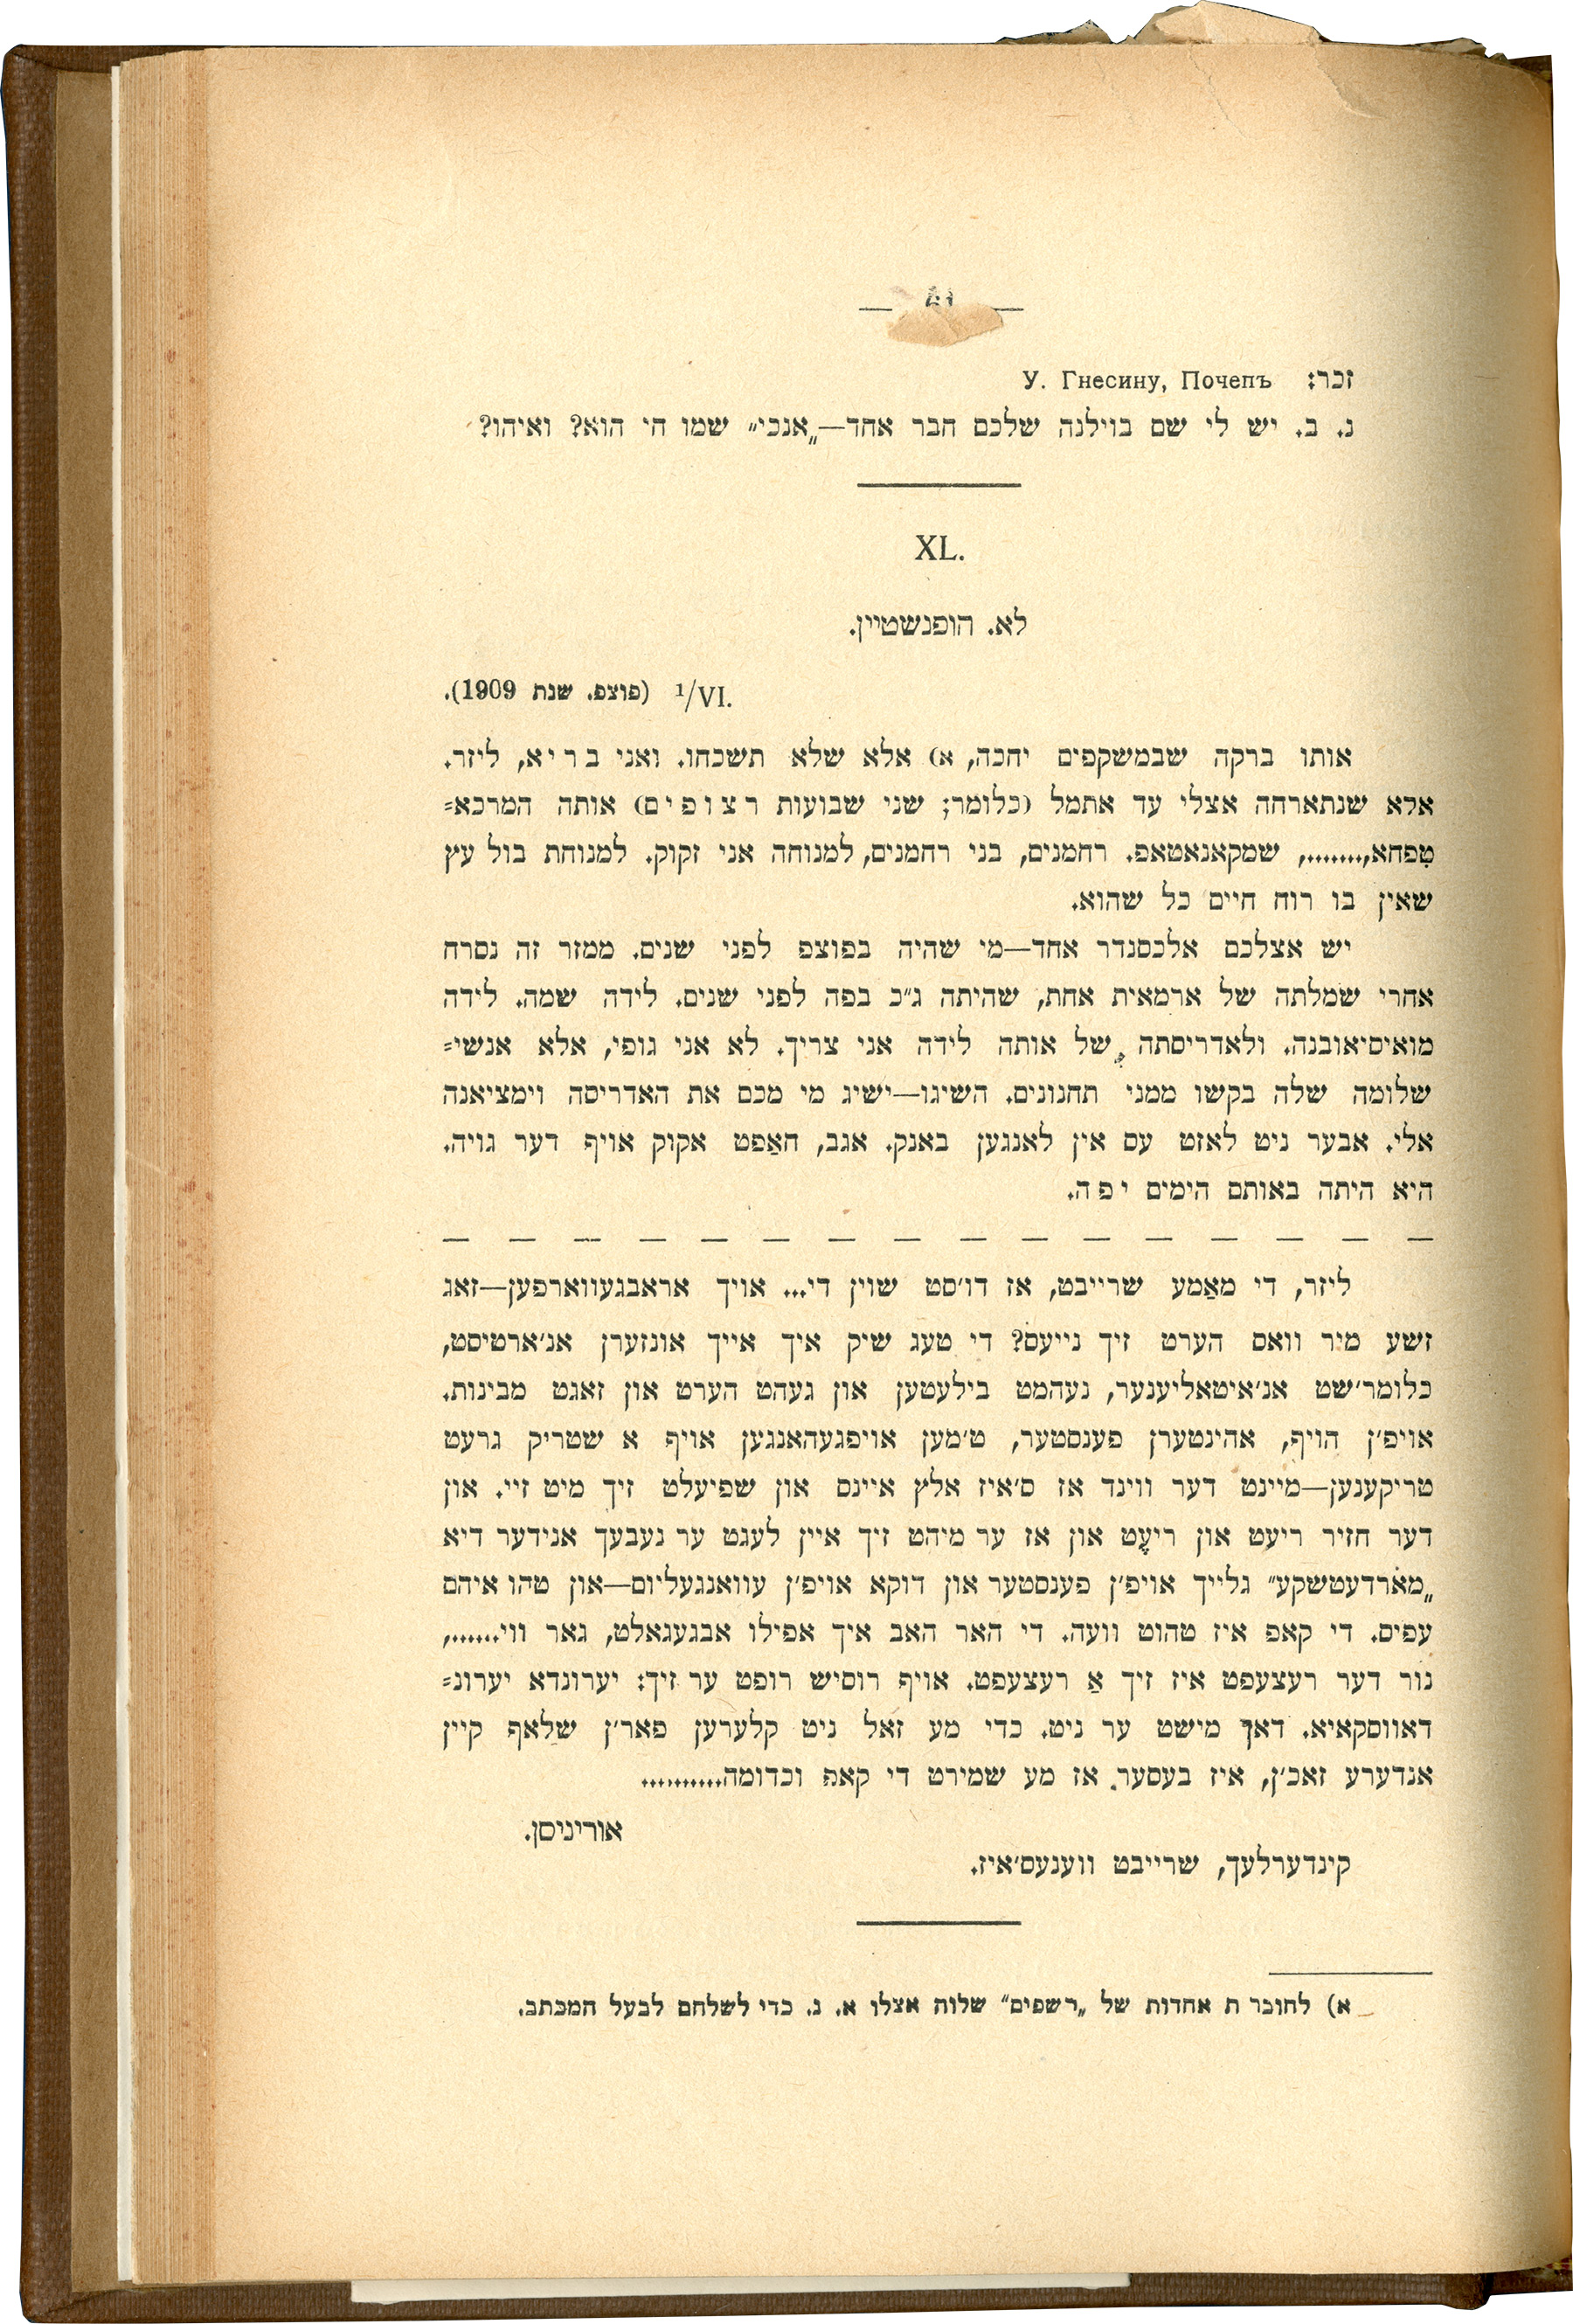 זכר: У. Гнесину, Почепъ
נ. ב. יש לי שם בוילנה שלכם חבר אחד—„אנכי״ שמו חי הוא? ואיהו?
XL.
לא. הופנשטיין.
1/VI. (פוצפ. שנת 1909).
אותו ברקה שבמשקפים יחכה, א) אלא שלא תשכחו. ואני ב ר י א, ליזר.
אלא שנתארחה אצלי עד אתמל (כלומר; שני שבועות ר צ ו פ י ם) אותה המרכא=
טפחא,........, שמקאנאטאפ. רחמנים, בני רחמנים, למנוחה אני זקוק. למנוחת בול עץ
שאין בו רוח חיים כל שהוא.
יש אצלכם אלכסנדר אחד—מי שהיה בפוצפ לפני שנים. ממזר זה נסרח
אחרי שמלתה של ארמאית אחת, שהיתה ג״כ בפה לפני שנים. לידה שמה. לידה
מואיסיאובנה. ולאדריסתה של אותה לידה אני צריך. לא אני גופי, אלא אנשי=
שלומה שלה בקשו ממני תחנונים. השיגו—ישיג מי מכם את האדריסה וימציאנה
אלי. אבער ניט לאזט עס אין לאנגען באנק. אגב, חאַפט אקוק אויף דער גויה.
היא היתה באותם הימים י פ ה.
— — — — — — — — — — — — — — — —
ליזר, די מאַמע שרייבט, אז דו׳סט שוין די... אויך אראבגעווארפען—זאג
זשע מיר וואס הערט זיך נייעס? די טעג שיק איך אייך אונזערן אנ׳ארטיסט,
כלומר׳שט אנ׳איטאליענער, נעהמט בילעטען און געהט הערט און זאגט מבינות.
אויפ׳ן הויף, אהינטערן פענסטער, ט׳מען אויפגעהאנגען אויף א שטריק גרעט
טריקענען—מיינט דער ווינד אז ס׳איז אלץ איינס און שפיעלט זיך מיט זיי. און
דער חזיר ריעט און ריעט און אז ער מיהט זיך איין לעגט ער נעבעך אנידער דיא
„מארדעטשקע״ גלייך אויפ׳ן פענסטער און דוקא אויפ׳ן עוואנגעליום—און טהו איהם
עפיס. די קאפ איז טהוט וועה. די האר האב איך אפילו אבגעגאלט, גאר ווי.......,
נור דער רעצעפט איז זיך אַ רעצעפט. אויף רוסיש רופט ער זיך: יערונדא יערונ=
דאווסקאיא. דאך מישט ער ניט. כדי מע זאל ניט קלערען פאר׳ן שלאף קיין
אנדערע זאכ׳ן, איז בעסער אז מע שמירט די קאפ וכדומה...........
אוריניסן.
קינדערלעך, שרייבט ווענעס׳איז.
א) לחוברת אחדות של „רשפים״ שלוה אצלו א. נ. כדי לשלחם לבעל המכתב.